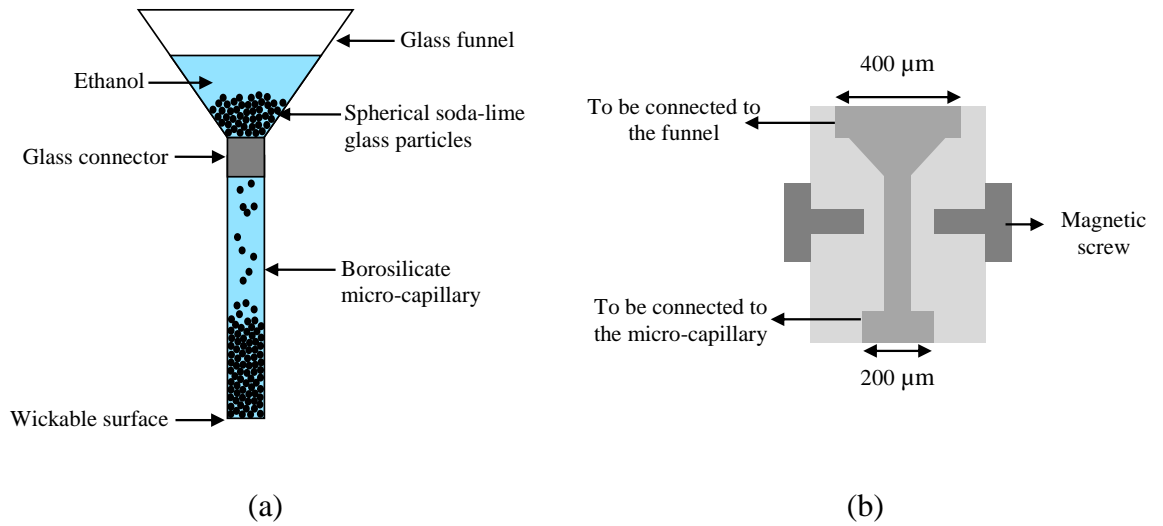 Glass funnel
Ethanol
Spherical soda-lime
glass particles
Glass connector
Borosilicate
micro-capillary
Wickable surface
(a)
400 µm
To be connected to
the funnel
Magnetic
screw
To be connected to
the micro-capillary
200 µm
(b)